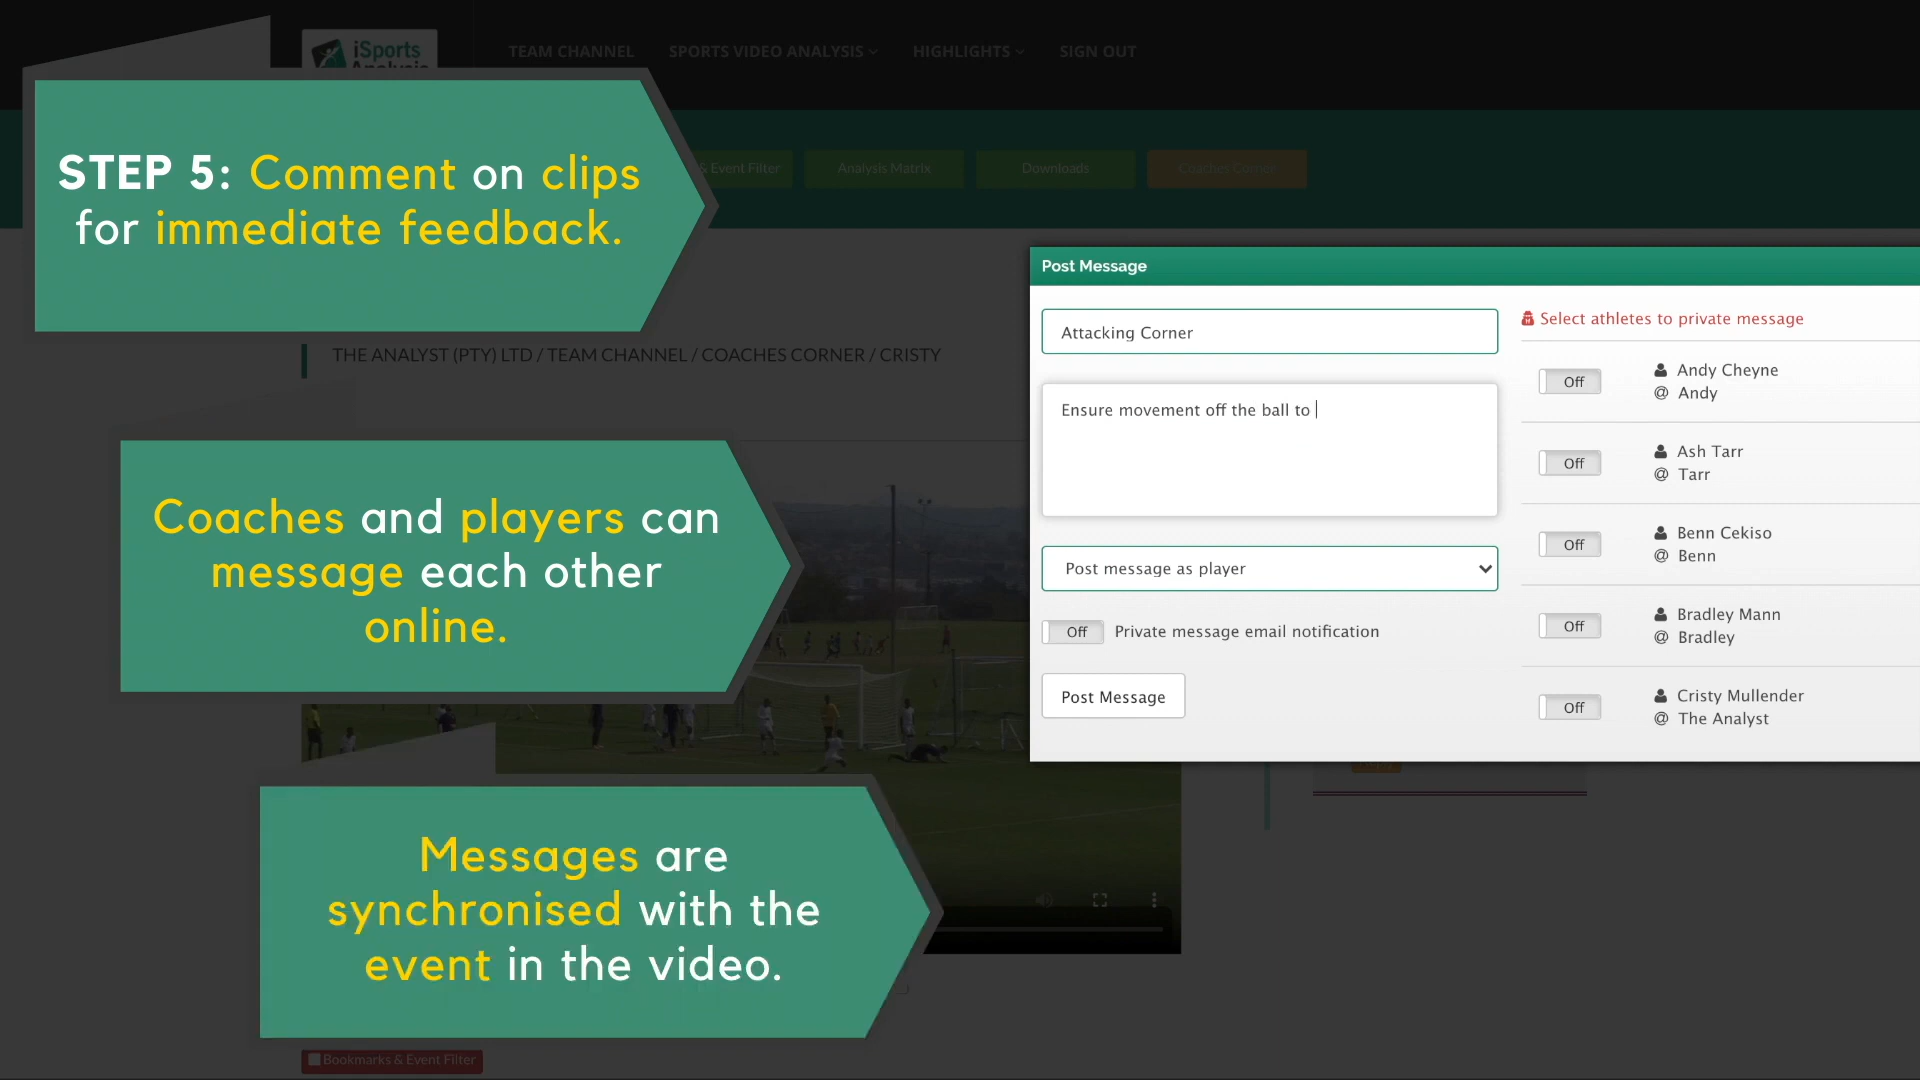 iSports
Analysis
TEAM CHANNEL
SPORTS VIDEO ANALYSIS
HIGHLIGHTS
SIGN OUT
STEP 5: Comment on clips
for immediate feedback.
& Event Filter
Analysis Matrix
Downloads
Coaches Corner
THE ANALYST (PTY) LTD / TEAM CHANNEL / COACHES CORNER / CRISTY
Coaches and players can
message each other
online.
Messages are
synchronised with the
event in the video.
Bookmarks & Event Filter
Post Message
Attacking Corner
Ensure movement off the ball to
Post message as player
Off Private message email notification
Post Message
Select athletes to private message
Off
Andy Cheyne
@ Andy
Off
Ash Tarr
@ Tarr
Off
Benn Cekiso
@ Benn
Off
Bradley Mann
@ Bradley
Off
Cristy Mullender
@ The Analyst